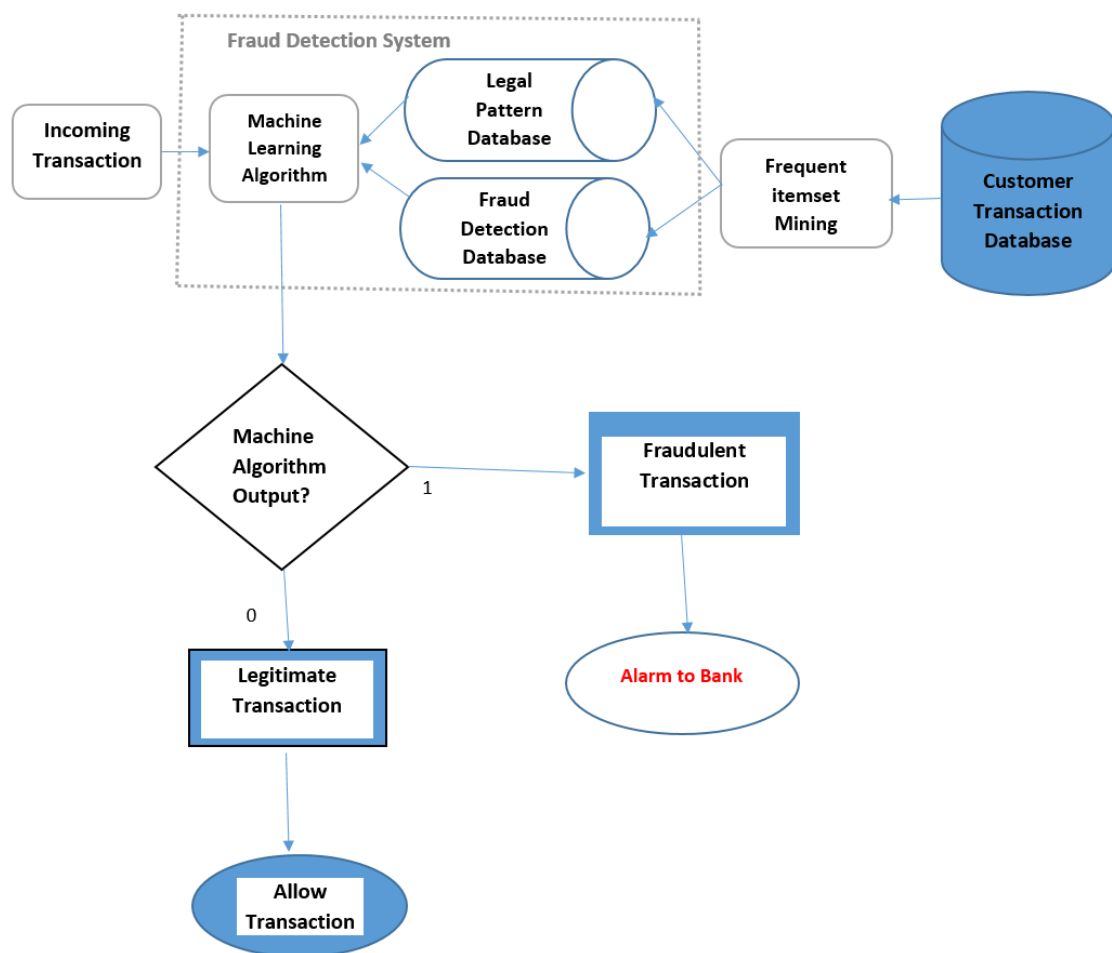 Fraud Detection System
Incoming
Transaction
Machine
Learning
Algorithm
Legal
Pattern
Database
Fraud
Detection
Database
Frequent
itemset
Mining
Customer
Transaction
Database
Machine
Algorithm
Output?
1
Fraudulent
Transaction
0
Alarm to Bank
Legitimate
Transaction
Allow
Transaction